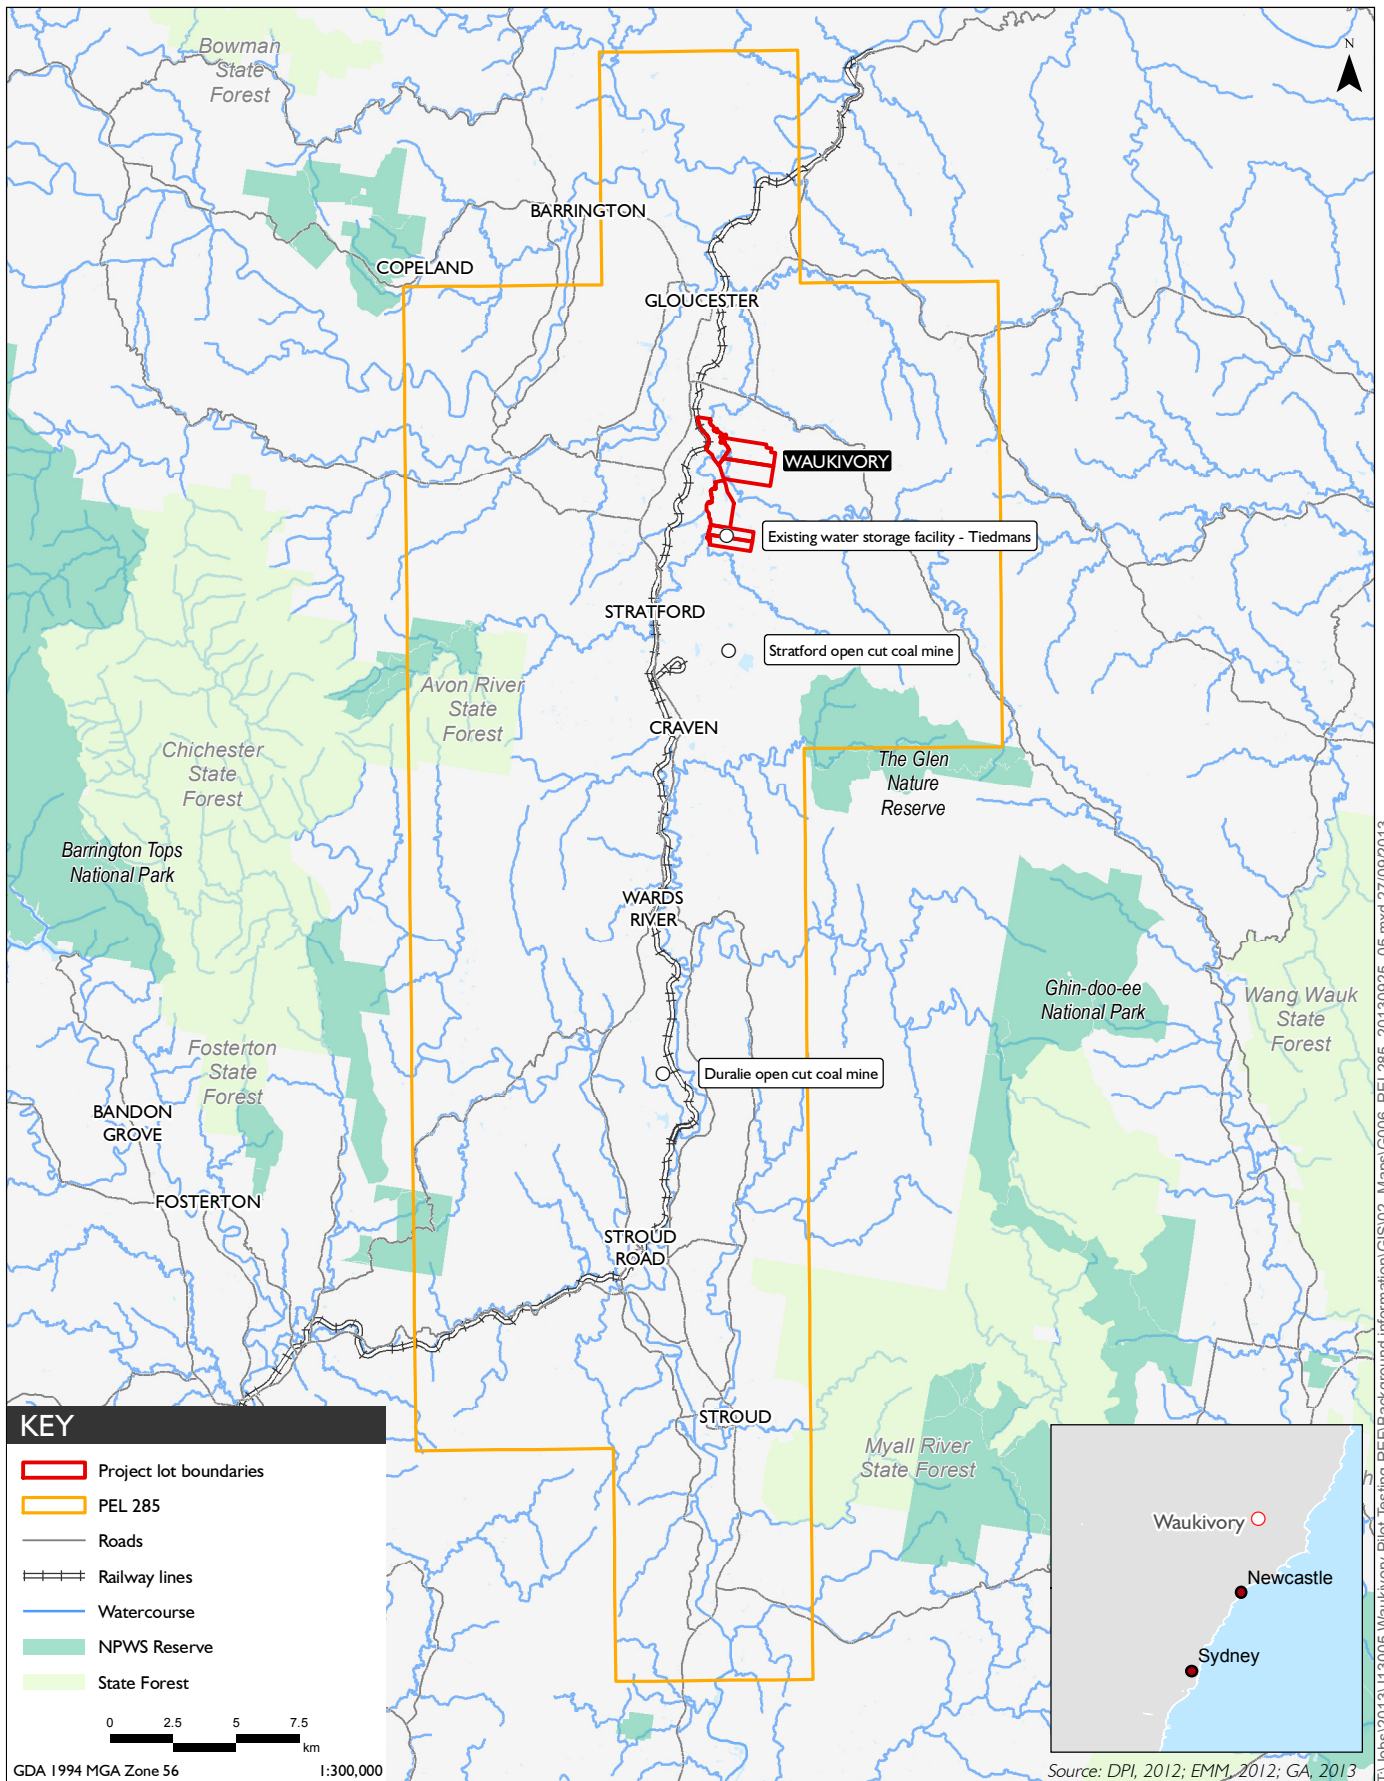 Bowman
State
Forest
N
BARRINGTON
COPELAND
GLOUCESTER
WAUKIVORY
Existing water storage facility - Tiedmans
STRATFORD
Stratford open cut coal mine
Avon River
State
Forest
CRAVEN
Chichester
State
Forest
The Glen
Nature
Reserve
Barrington Tops
National Park
WARDS
RIVER
Ghin-doo-ee
National Park
Wang Wauk
State
Forest
Fosterton
State
Forest
Duralie open cut coal mine
BANDON
GROVE
FOSTERTON
STROUD
ROAD
STROUD
Myall River
State Forest
KEY
Project lot boundaries
PEL 285
Roads
Railway lines
Watercourse
NPWS Reserve
State Forest
0 2.5 5 7.5
km
GDA 1994 MGA Zone 56 1:300,000
Waukivory
Newcastle
Sydney
Source: DPI, 2012; EMM, 2012; GA, 2013